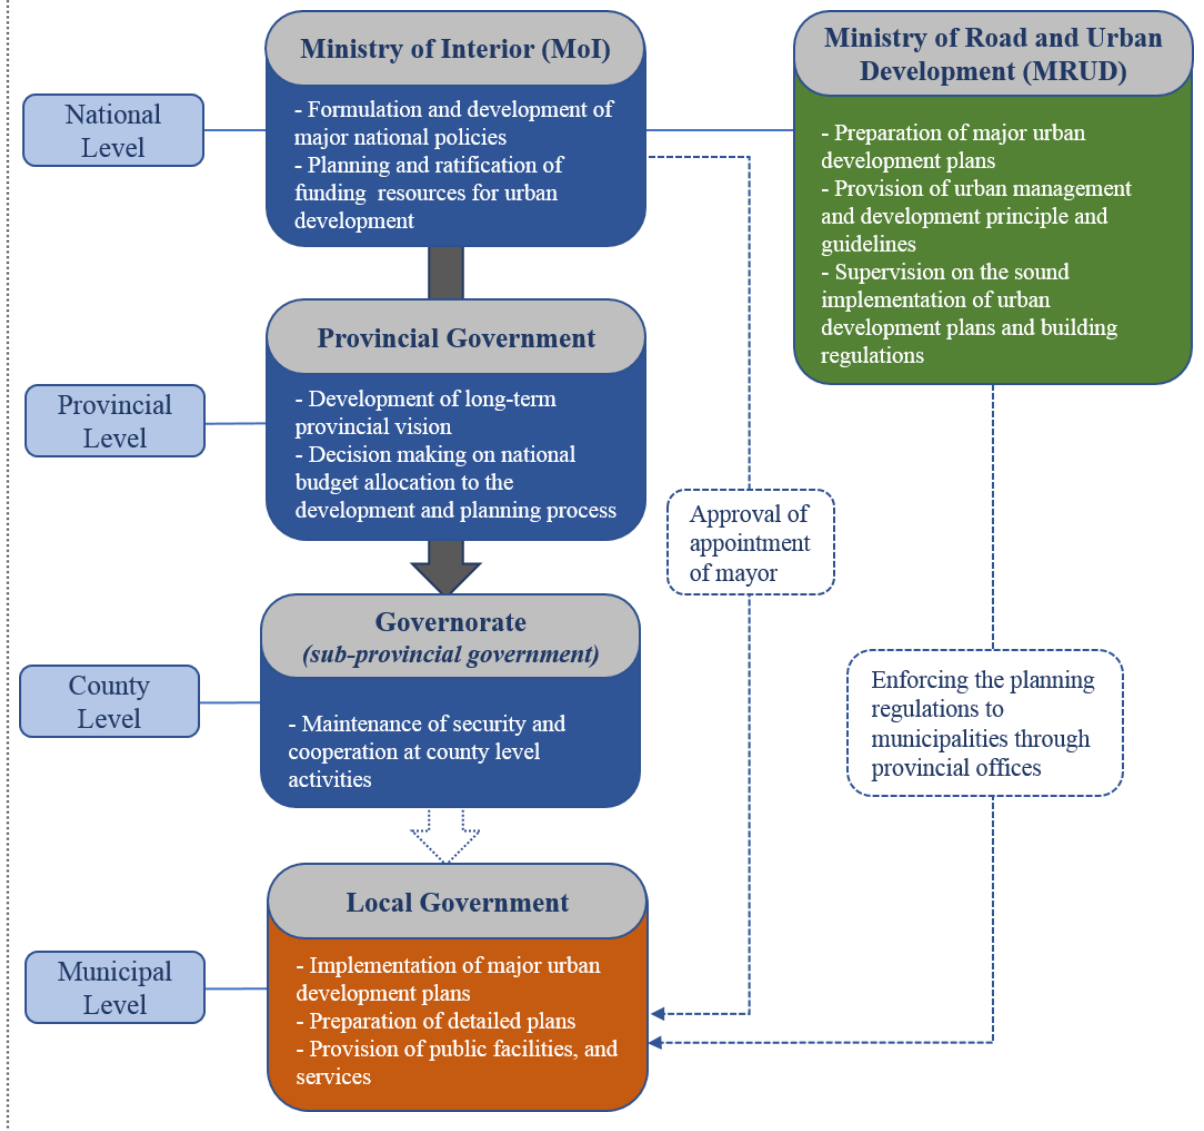 Ministry of Interior (MoI)
- Formulation and development of
major national policies
- Planning and ratification of
funding resources for urban
development
Ministry of Road and Urban
Development (MRUD)
- Preparation of major urban
development plans
- Provision of urban management
and development principle and
guidelines
- Supervision on the sound
implementation of urban
development plans and building
regulations
National
Level
Provincial Government
- Development of long-term
provincial vision
- Decision making on national
budget allocation to the
development and planning process
Provincial
Level
Approval of
appointment
of mayor
Governorate
(sub-provincial government)
- Maintenance of security and
cooperation at county level
activities
County
Level
Enforcing the planning
regulations to
municipalities through
provincial offices
Local Government
- Implementation of major urban
development plans
- Preparation of detailed plans
- Provision of public facilities, and
services
Municipal
Level